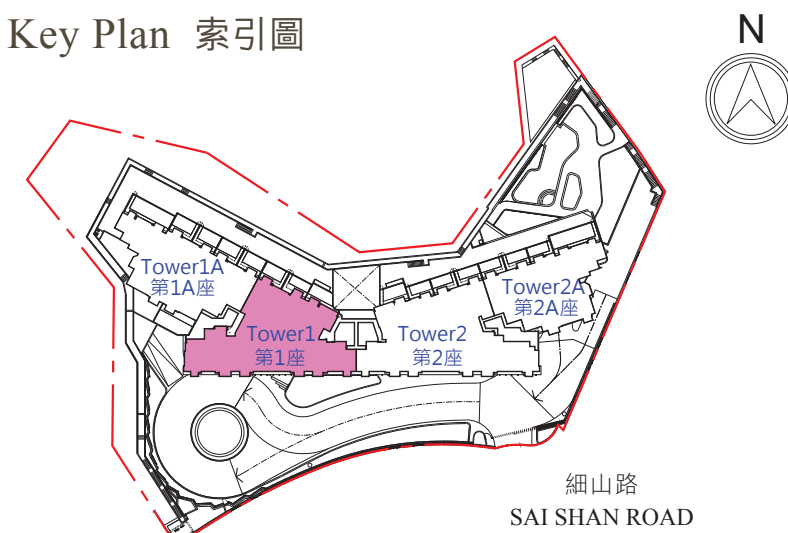 Key Plan 索引圖
N
Tower1A
第1A座
Tower2A
第2A座
Tower1
第1座
Tower2
第2座
細山路
SAI SHAN ROAD